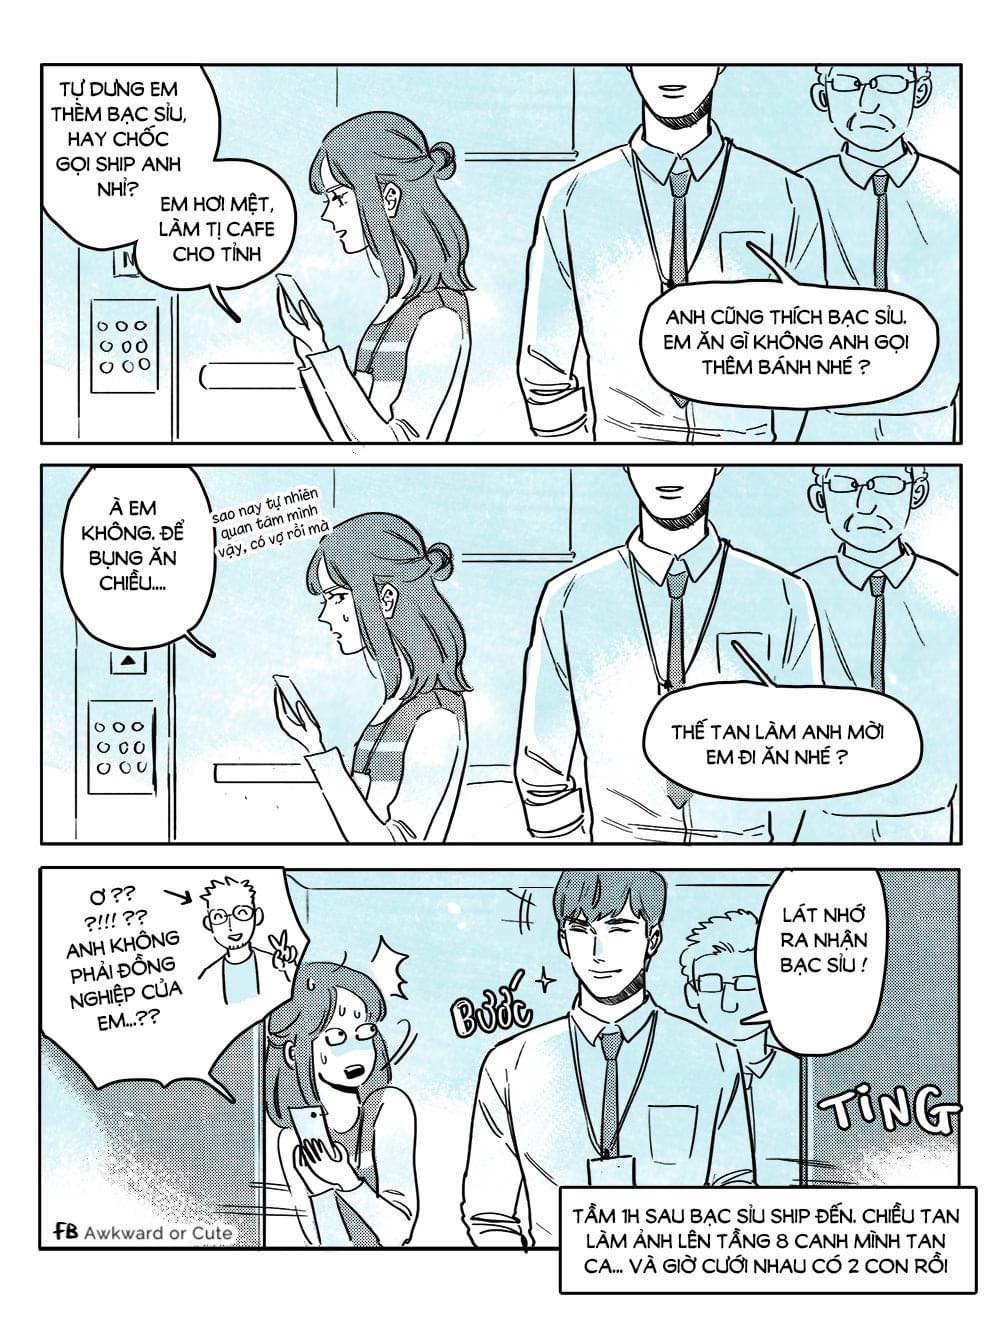 TỰ DƯNG EM
THÈM BẠC SỈU,
HAY CHỐC
GỌI SHIP ANH
NHỈ?
EM HƠI MỆT,
LÀM TỊ CAFE
CHO TỈNH
N
ANH CŨNG THÍCH BẠC SỈU.
EM ĂN GÌ KHÔNG ANH GỌI
THÊM BÁNH NHÉ ?
À EM
KHÔNG. ĐỂ
BỤNG ĂN
CHIỀU....
sao nay tự nhiên
quan tâm mình
vậy, có vợ rồi mà
THẾ TAN LÀM ANH MỜI
EM ĐI ĂN NHÉ ?
Ơ ??
?!!! ??
ANH KHÔNG
PHẢI ĐỒNG
NGHIỆP CỦA
EM...??
BƯỚC
LÁT NHỚ
RA NHẬN
BẠC SỈU !
TING
FB Awkward or Cute
TẦM 1H SAU BẠC SỈU SHIP ĐẾN. CHIỀU TAN
LÀM ẢNH LÊN TẦNG 8 CANH MÌNH TAN
CA... VÀ GIỜ CƯỚI NHAU CÓ 2 CON RỒI